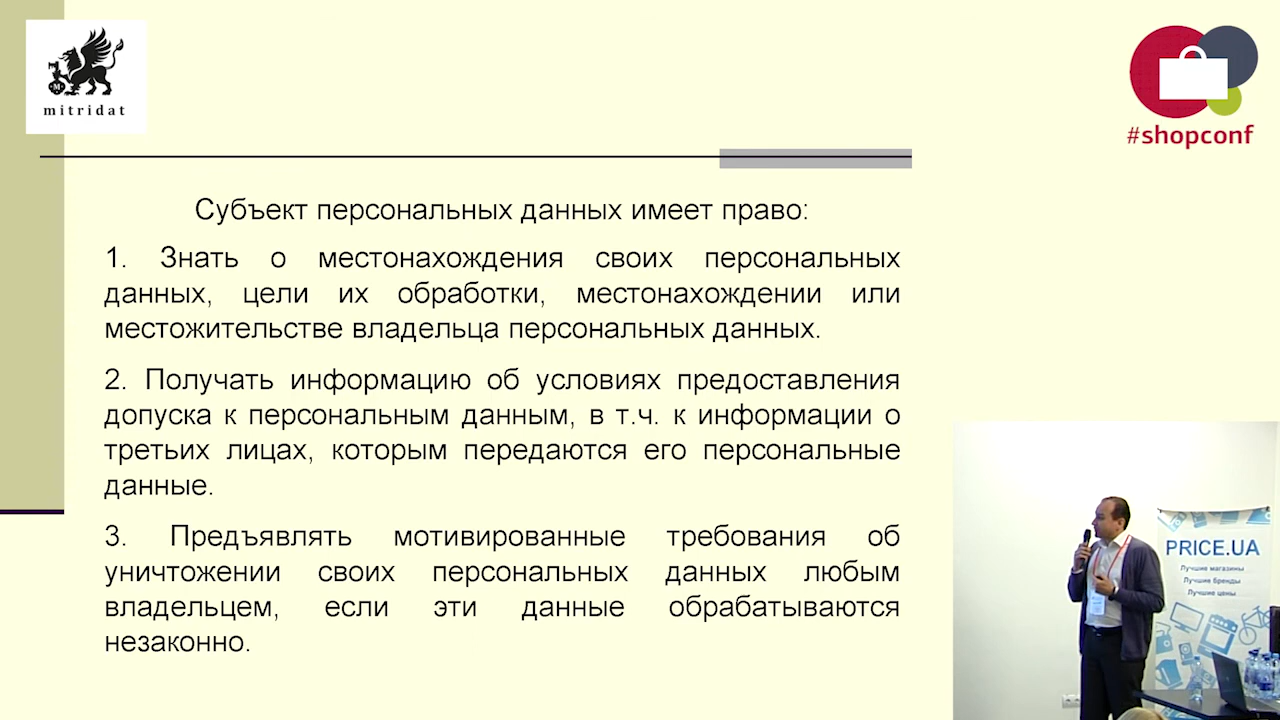 mitridat
#shopconf
Субъект персональных данных имеет право:
1. Знать о местонахождения своих персональных
данных, цели их обработки, местонахождении или
местожительстве владельца персональных данных.
2. Получать информацию об условиях предоставления
допуска к персональным данным, в т.ч. к информации о
третьих лицах, которым передаются его персональные
данные.
3. Предъявлять мотивированные требования об
уничтожении своих персональных данных любым
владельцем, если эти данные обрабатываются
незаконно.
PRICE.UA
Лучшие магазины
Лучшие бренды
Лучшие цены